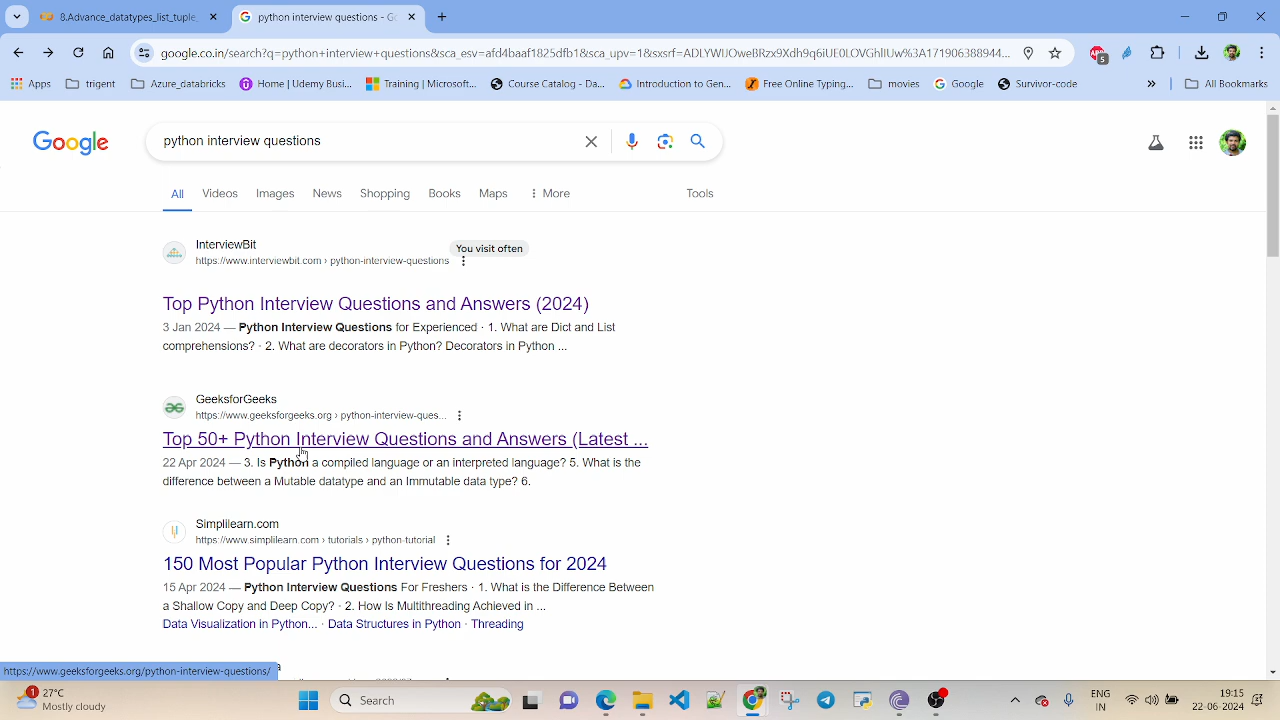 8.Advance_datatypes_list_tuple_
python interview questions - Go
google.co.in/search?q=python+interview+questions&sca_esv=afd4baaf1825dfb1&sca_upv=1&sxsrf=ADLYWIJOweBRzx9Xdh9q6iUE0LOVGhlIUw%3A171906388944...
5
Apps
trigent
Azure_databricks
Home | Udemy Busi...
Training | Microsoft...
Course Catalog - Da...
Introduction to Gen...
Free Online Typing...
movies
Google
Survivor-code
»
All Bookmarks
Google
python interview questions
All
Videos
Images
News
Shopping
Books
Maps
More
Tools
InterviewBit
You visit often
https://www.interviewbit.com › python-interview-questions
Top Python Interview Questions and Answers (2024)
3 Jan 2024 — Python Interview Questions for Experienced · 1. What are Dict and List
comprehensions? · 2. What are decorators in Python? Decorators in Python ...
GeeksforGeeks
https://www.geeksforgeeks.org › python-interview-ques...
Top 50+ Python Interview Questions and Answers (Latest ...
22 Apr 2024 — 3. Is Python a compiled language or an interpreted language? 5. What is the
difference between a Mutable datatype and an Immutable data type? 6.
Simplilearn.com
https://www.simplilearn.com › tutorials › python-tutorial
150 Most Popular Python Interview Questions for 2024
15 Apr 2024 — Python Interview Questions For Freshers · 1. What is the Difference Between
a Shallow Copy and Deep Copy? · 2. How Is Multithreading Achieved in ...
Data Visualization in Python... · Data Structures in Python · Threading
https://www.geeksforgeeks.org/python-interview-questions/
1
27°C
Mostly cloudy
Search
ENG
IN
19:15
22-06-2024